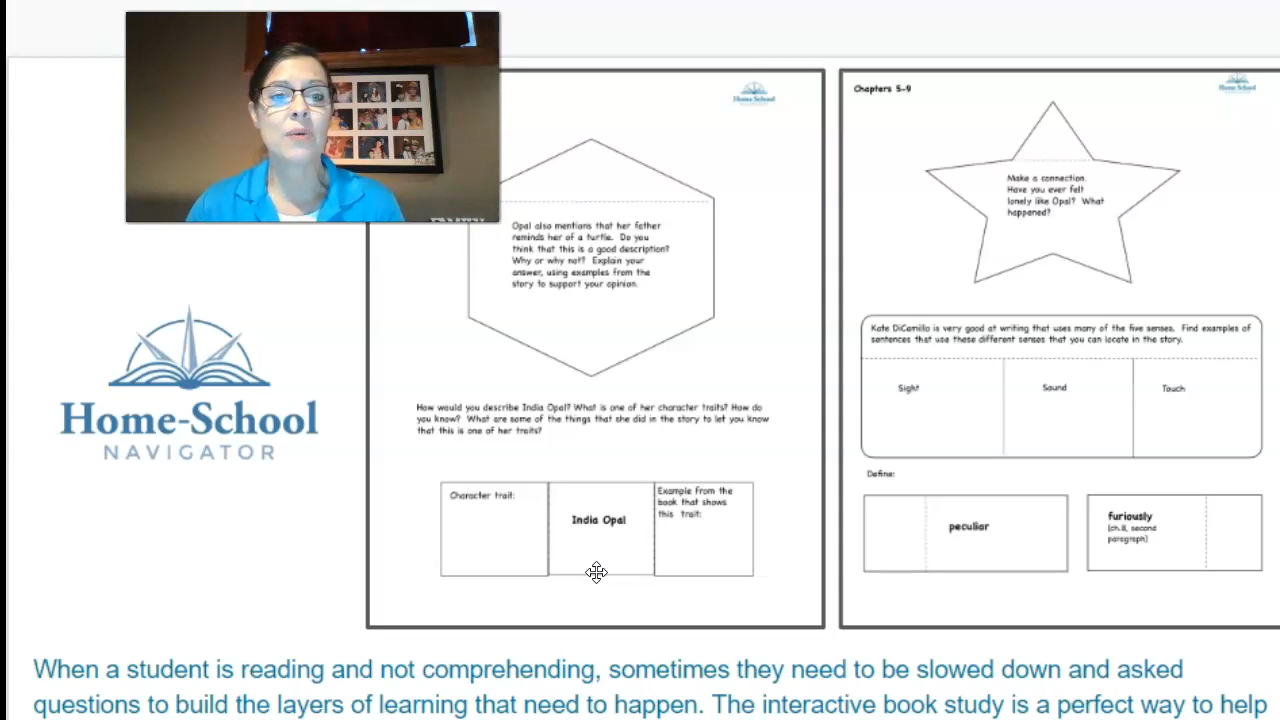 FAMILY
Home-School
NAVIGATOR
Home-School
Opal also mentions that her father
reminds her of a turtle. Do you
think that this is a good description?
Why or why not? Explain your
answer, using examples from the
story to support your opinion.
How would you describe India Opal? What is one of her character traits? How do
you know? What are some of the things that she did in the story to let you know
that this is one of her traits?
Character trait:
India Opal
Example from the
book that shows
this trait:
Chapters 5-9
Home-School
Make a connection.
Have you ever felt
lonely like Opal? What
happened?
Kate DiCamillo is very good at writing that uses many of the five senses. Find examples of
sentences that use these different senses that you can locate in the story.
Sight
Sound
Touch
Define:
peculiar
furiously
(ch.8, second
paragraph)
When a student is reading and not comprehending, sometimes they need to be slowed down and asked
questions to build the layers of learning that need to happen. The interactive book study is a perfect way to help